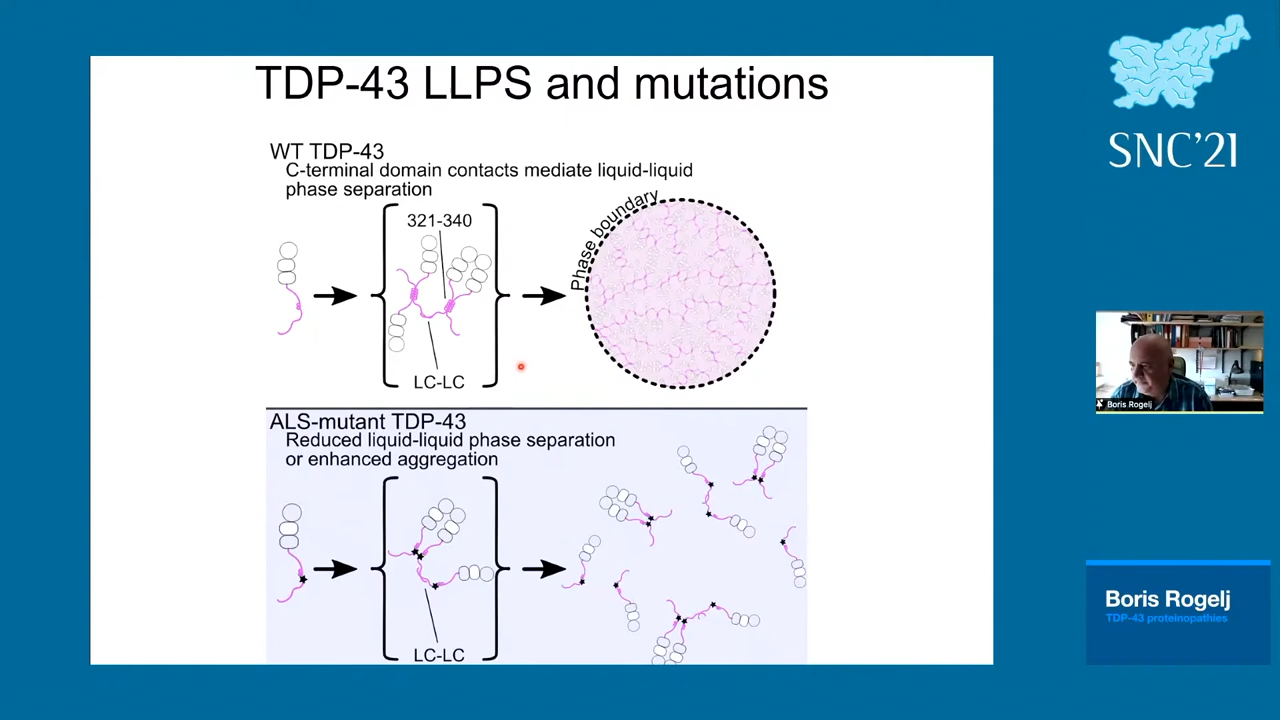 TDP-43 LLPS and mutations
WT TDP-43
C-terminal domain contacts mediate liquid-liquid
phase separation
321-340
LC-LC
Phase boundary
ALS-mutant TDP-43
Reduced liquid-liquid phase separation
or enhanced aggregation
LC-LC
SNC'21
Boris Rogelj
Boris Rogelj
TDP-43 proteinopathies